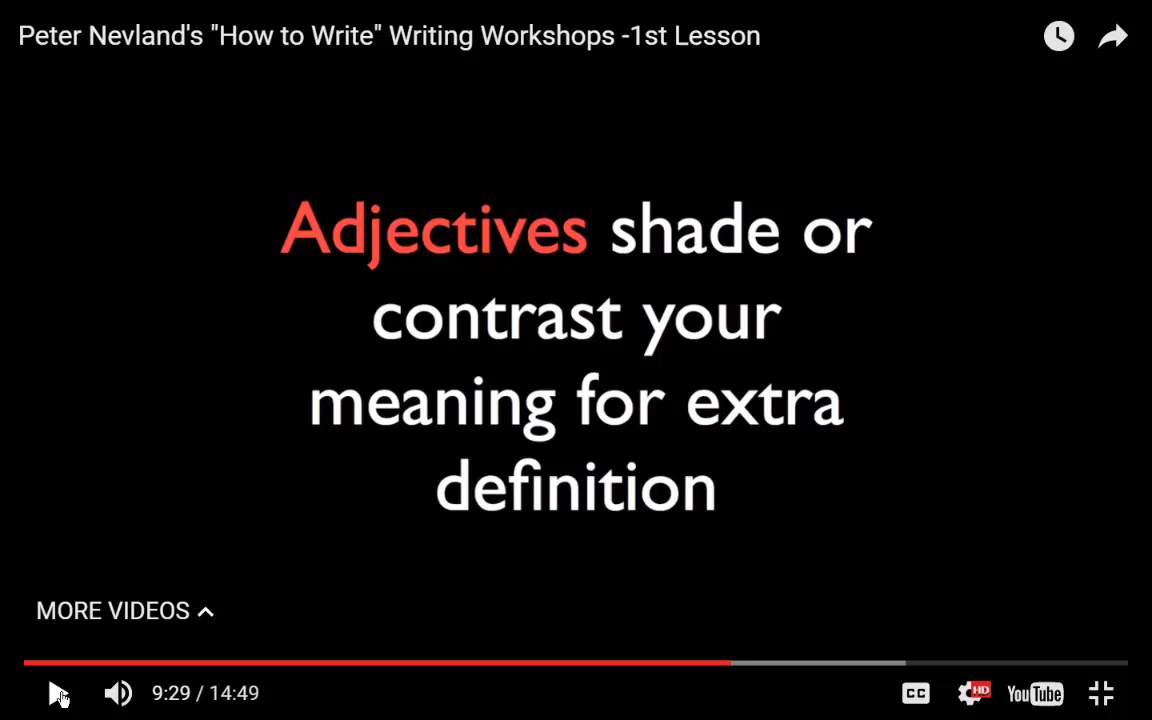 Peter Nevland's "How to Write" Writing Workshops -1st Lesson
Adjectives shade or
contrast your
meaning for extra
definition
MORE VIDEOS
9:29 / 14:49
CC
HD
YouTube